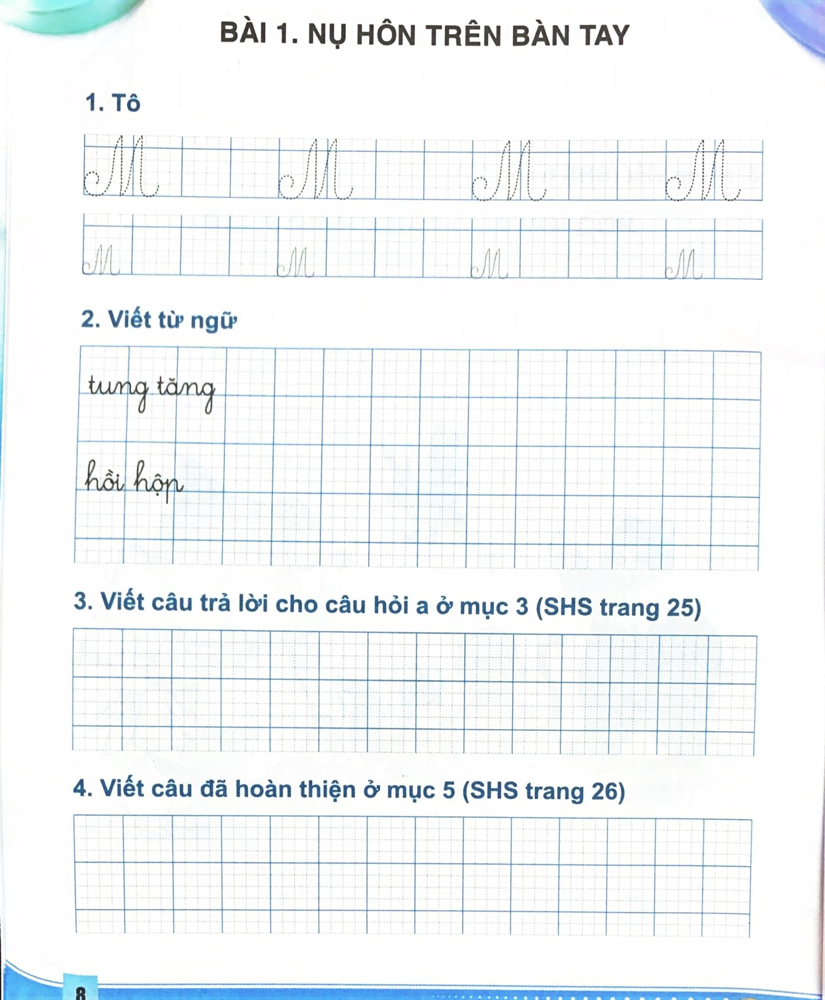 BÀI 1. NỤ HÔN TRÊN BÀN TAY
1. Tô
M M M M
M M M M
2. Viết từ ngữ
tung tăng
hồi hộp
3. Viết câu trả lời cho câu hỏi a ở mục 3 (SHS trang 25)
4. Viết câu đã hoàn thiện ở mục 5 (SHS trang 26)
8